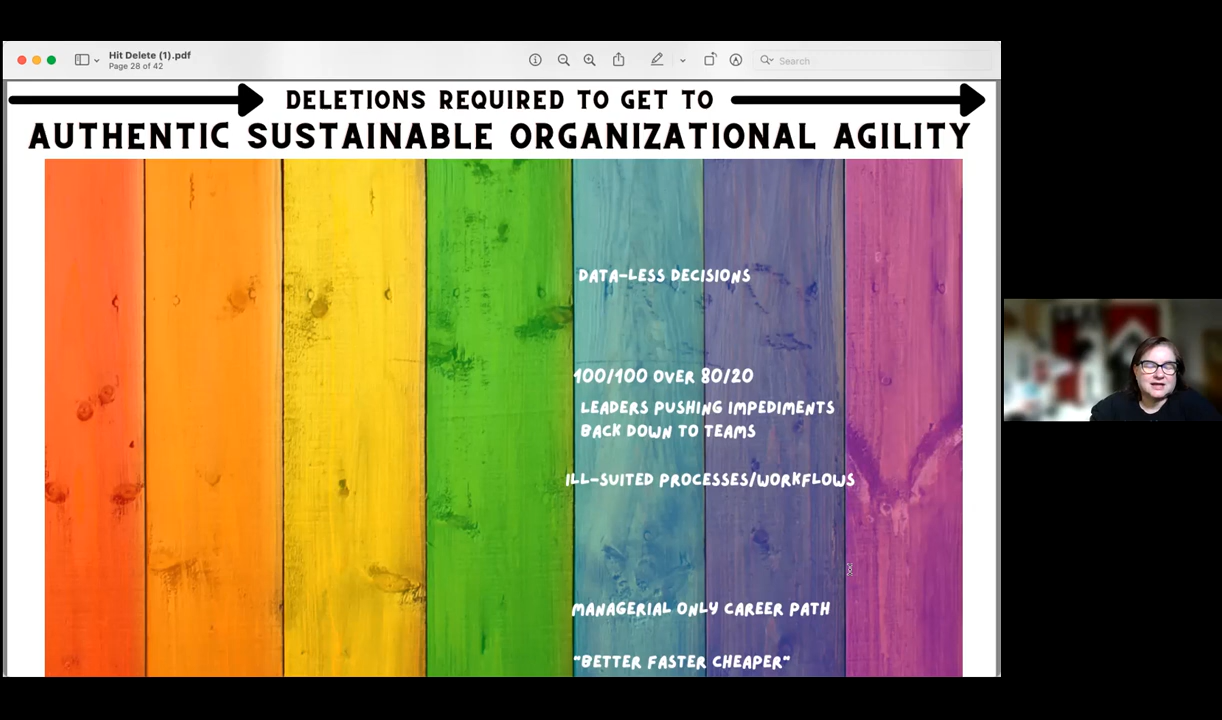 Hit Delete (1).pdf
Page 28 of 42
Search
DELETIONS REQUIRED TO GET TO
AUTHENTIC SUSTAINABLE ORGANIZATIONAL AGILITY
DATA-LESS DECISIONS
100/100 OVER 80/20
LEADERS PUSHING IMPEDIMENTS
BACK DOWN TO TEAMS
ILL-SUITED PROCESSES/WORKFLOWS
MANAGERIAL ONLY CAREER PATH
"BETTER FASTER CHEAPER"